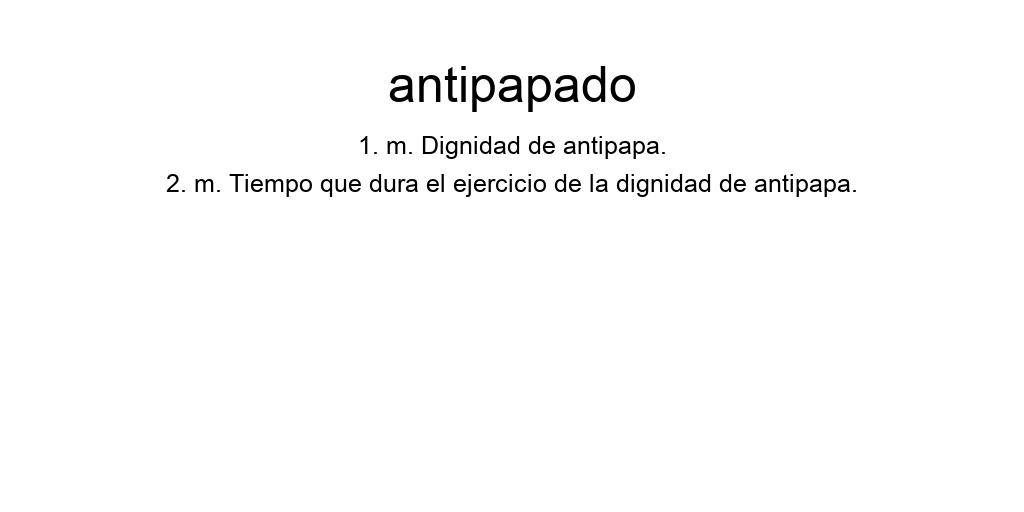 antipapado
1. m. Dignidad de antipapa.
2. m. Tiempo que dura el ejercicio de la dignidad de antipapa.